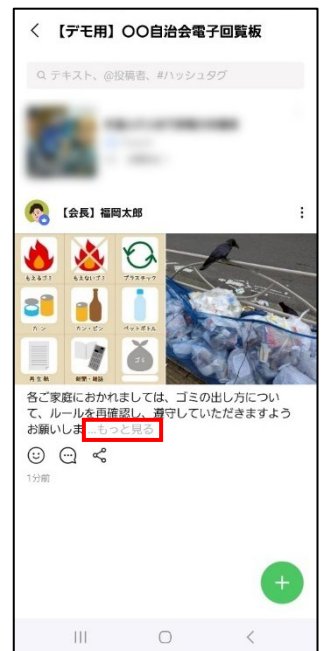 【デモ用】〇〇自治会電子回覧板
テキスト、@投稿者、#ハッシュタグ
【会長】福岡太郎
もえるゴミ
もえないゴミ
プラスチック
カン
カン・ビン
ペットボトル
ゴミ
再生紙
新聞・雑誌
各ご家庭におかれましては、ゴミの出し方につい
て、ルールを再確認し、遵守していただきますよう
お願いしま...もっと見る
1分前